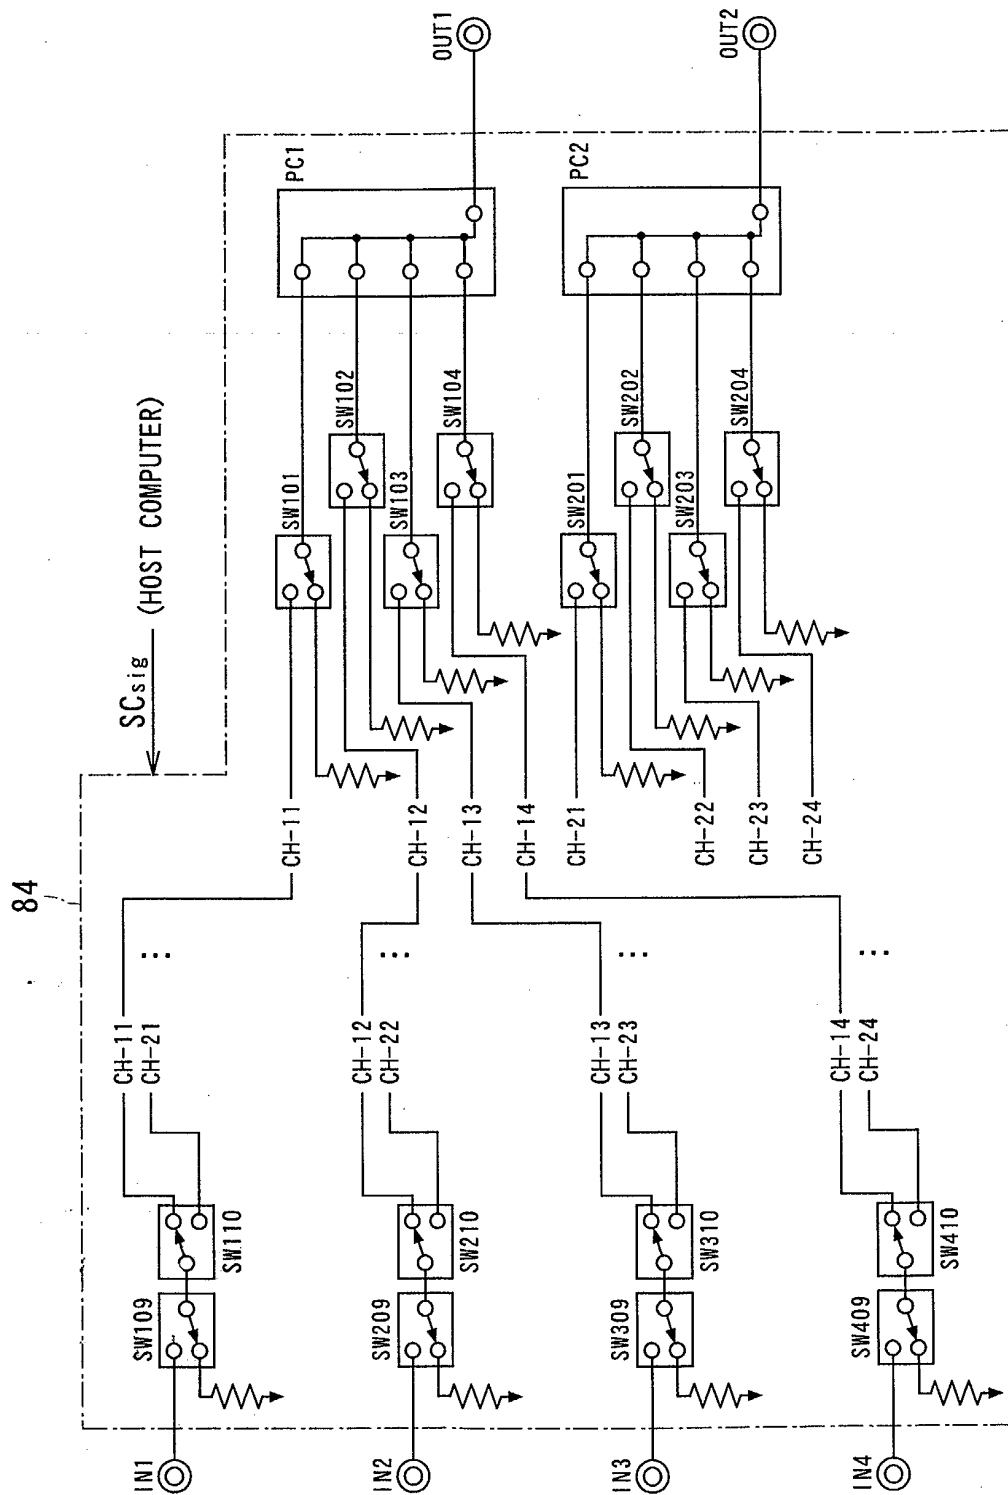 84
SCsig (HOST COMPUTER)
IN1
SW109
SW110
CH-11
CH-21
...
IN2
SW209
SW210
CH-12
CH-22
...
IN3
SW309
SW310
CH-13
CH-23
...
IN4
SW409
SW410
CH-14
CH-24
...
CH-11
CH-12
CH-13
CH-14
SW101
SW102
SW103
SW104
PC1
OUT1
CH-21
CH-22
CH-23
CH-24
SW201
SW202
SW203
SW204
PC2
OUT2